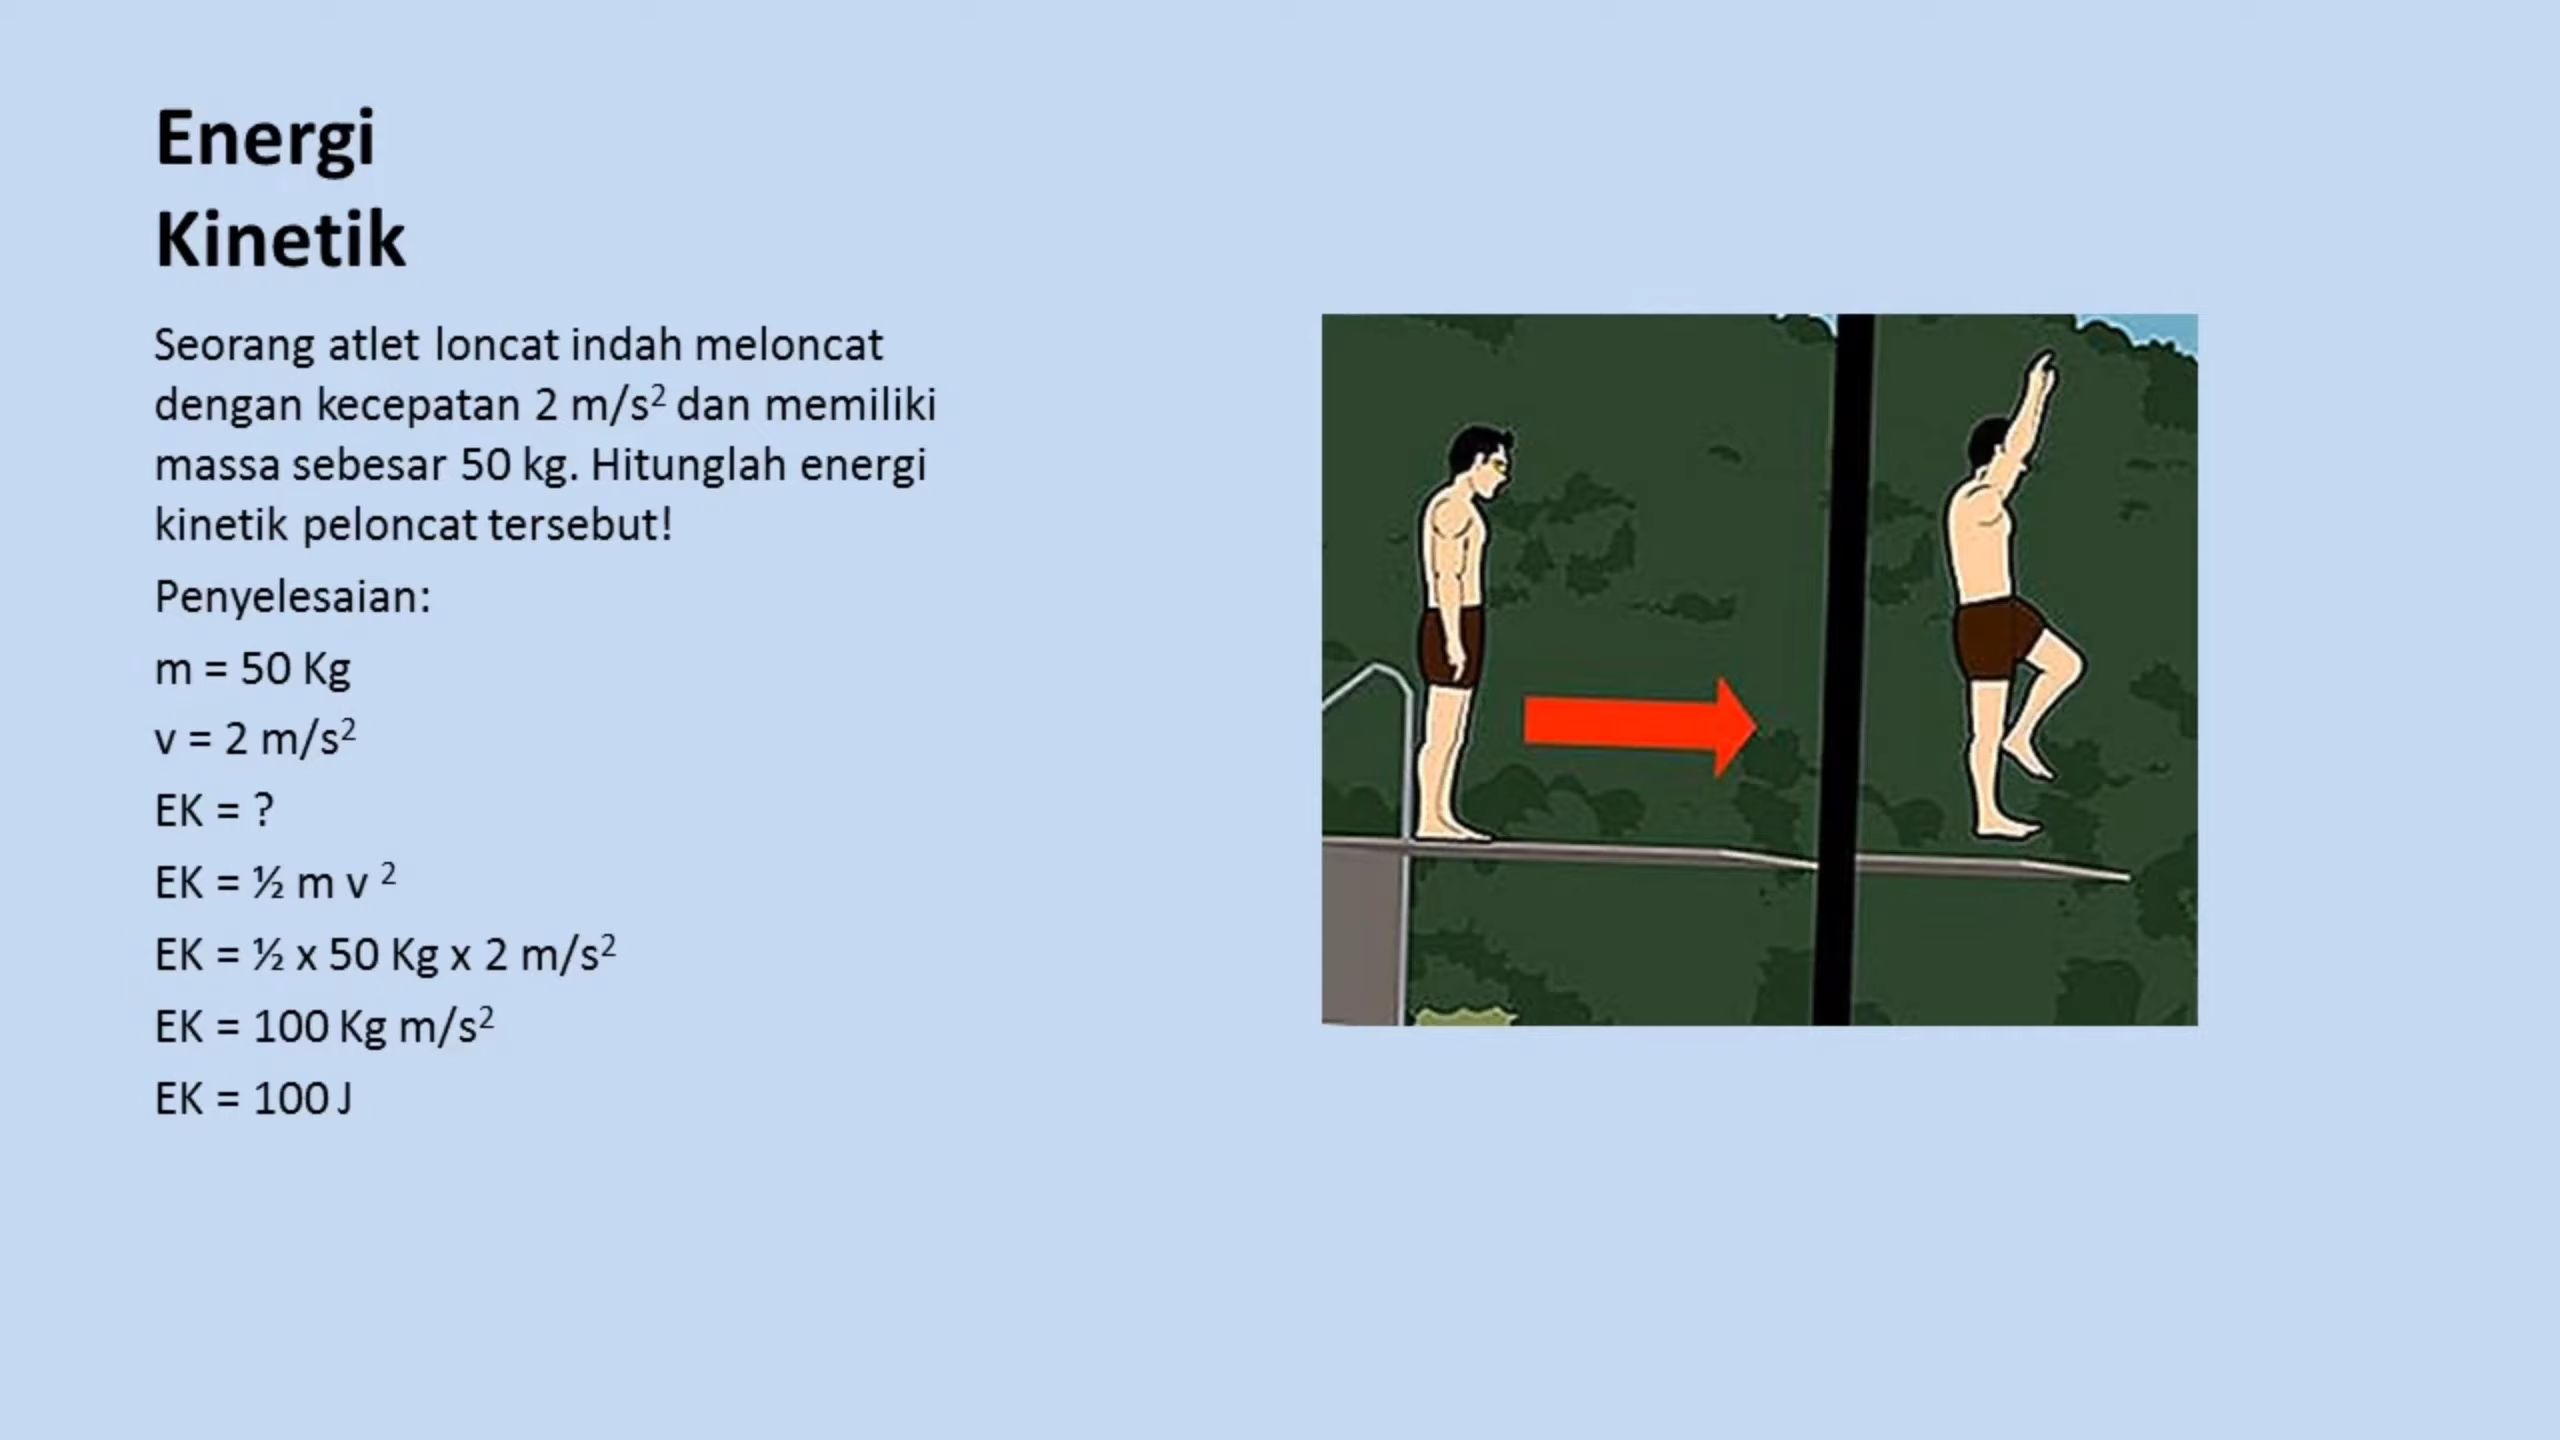 Energi
Kinetik
Seorang atlet loncat indah meloncat
dengan kecepatan 2 m/s² dan memiliki
massa sebesar 50 kg. Hitunglah energi
kinetik peloncat tersebut!
Penyelesaian:
m = 50 Kg
v = 2 m/s²
EK = ?
EK = ½ m v ²
EK = ½ x 50 Kg x 2 m/s²
EK = 100 Kg m/s²
EK = 100 J